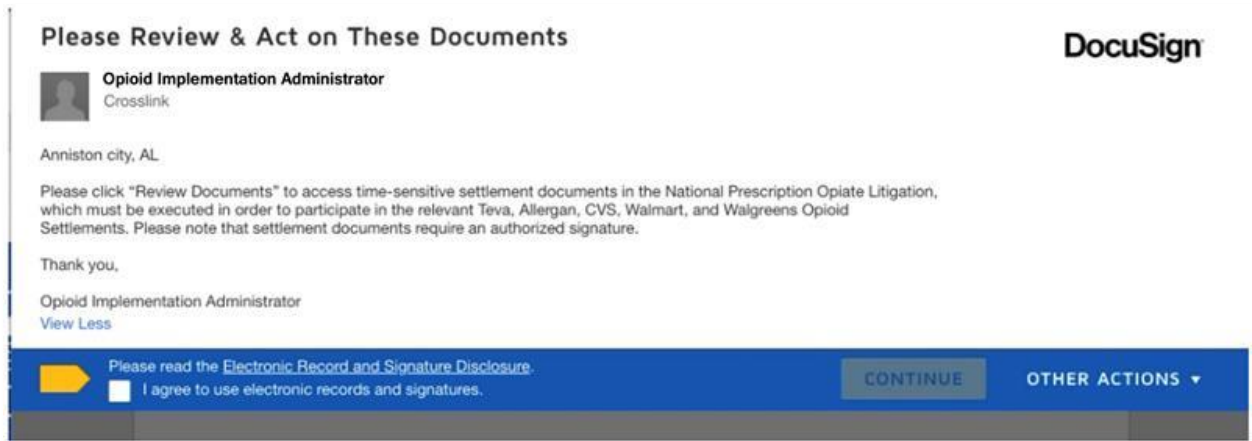 Please Review & Act on These Documents
DocuSign
Opioid Implementation Administrator
Crosslink
Anniston city, AL
Please click “Review Documents” to access time-sensitive settlement documents in the National Prescription Opiate Litigation,
which must be executed in order to participate in the relevant Teva, Allergan, CVS, Walmart, and Walgreens Opioid
Settlements. Please note that settlement documents require an authorized signature.
Thank you,
Opioid Implementation Administrator
View Less
Please read the Electronic Record and Signature Disclosure.
I agree to use electronic records and signatures.
CONTINUE
OTHER ACTIONS